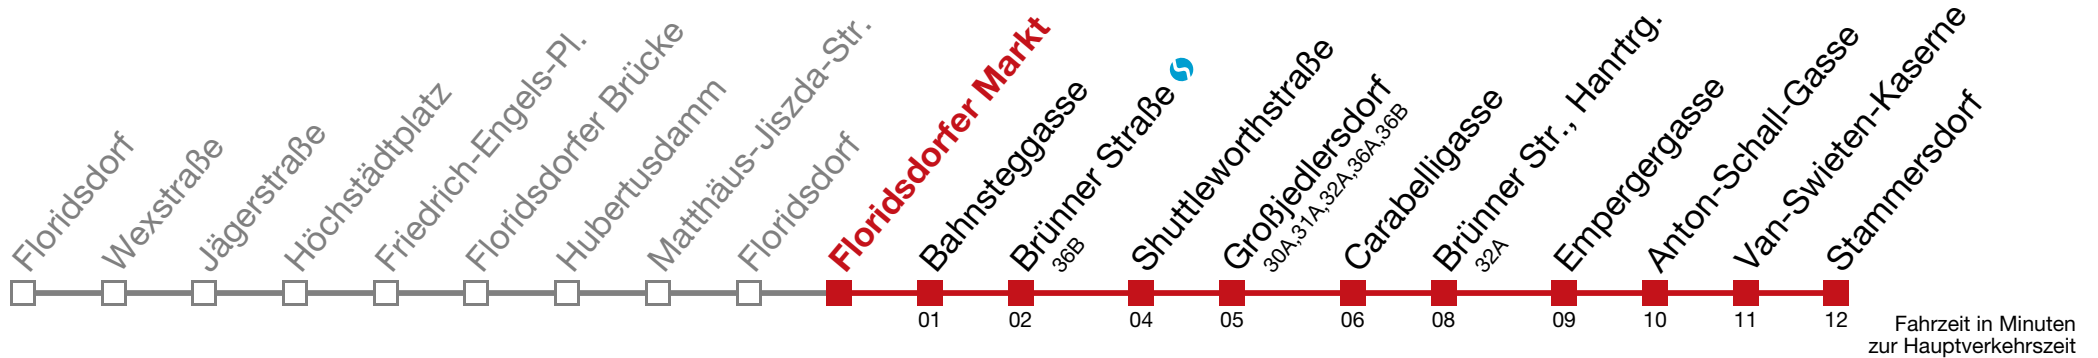 Floridsdorf
Wexstraße
Jägerstraße
Höchstädtplatz
Friedrich-Engels-Pl.
Floridsdorfer Brücke
Hubertusdamm
Matthäus-Jiszda-Str.
Floridsdorf
Floridsdorfer Markt
Bahnsteggasse
Brünner Straße
36B
Shuttleworthstraße
Großjedlersdorf
30A,31A,32A,36A,36B
Carabelligasse
Brünner Str., Hanrtrg.
32A
Empergergasse
Anton-Schall-Gasse
Van-Swieten-Kaserne
Stammersdorf
01 02 04 05 06 08 09 10 11 12
Fahrzeit in Minuten
zur Hauptverkehrszeit